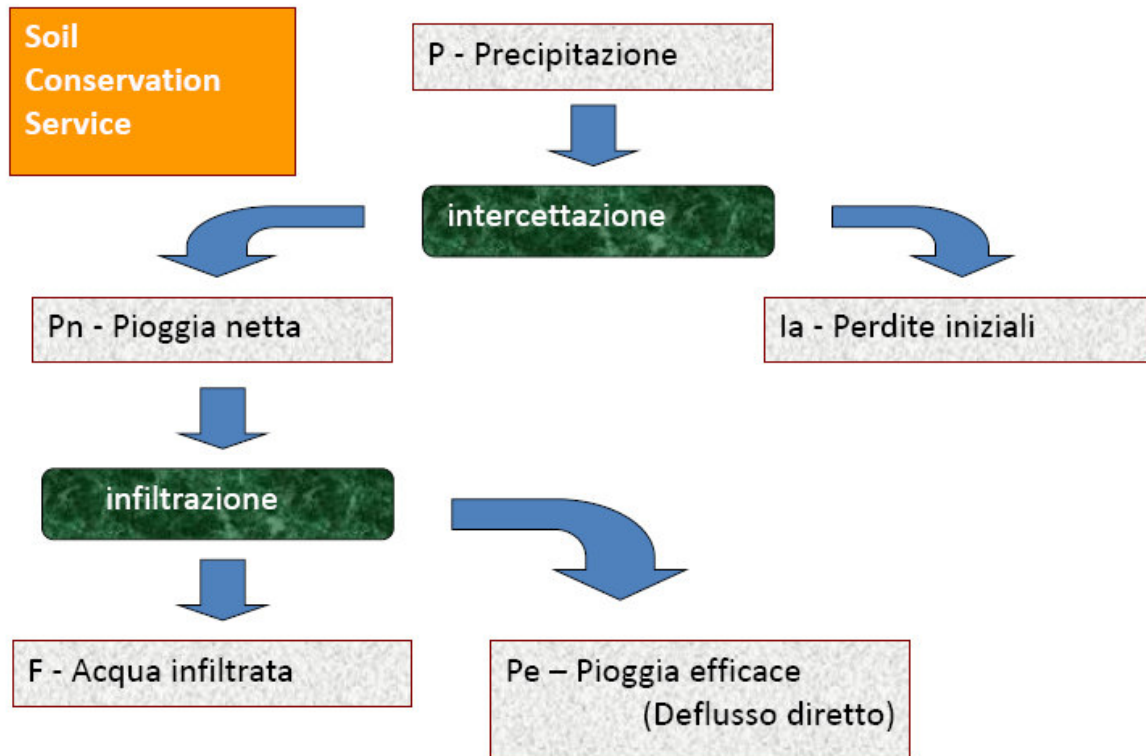 Soil
Conservation
Service
P - Precipitazione
intercettazione
Pn - Pioggia netta
Ia - Perdite iniziali
infiltrazione
F - Acqua infiltrata
Pe – Pioggia efficace
(Deflusso diretto)